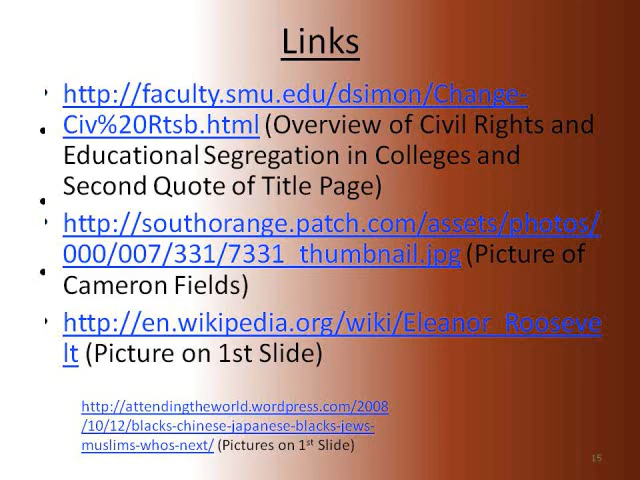 Links
• http://faculty.smu.edu/dsimon/Change-
Civ%20Rtsb.html (Overview of Civil Rights and
Educational Segregation in Colleges and
Second Quote of Title Page)
• http://southorange.patch.com/assets/photos/
000/007/331/7331_thumbnail.jpg (Picture of
Cameron Fields)
• http://en.wikipedia.org/wiki/Eleanor_Rooseve
lt (Picture on 1st Slide)
http://attendingtheworld.wordpress.com/2008
/10/12/blacks-chinese-japanese-blacks-jews-
muslims-whos-next/ (Pictures on 1st Slide)
15